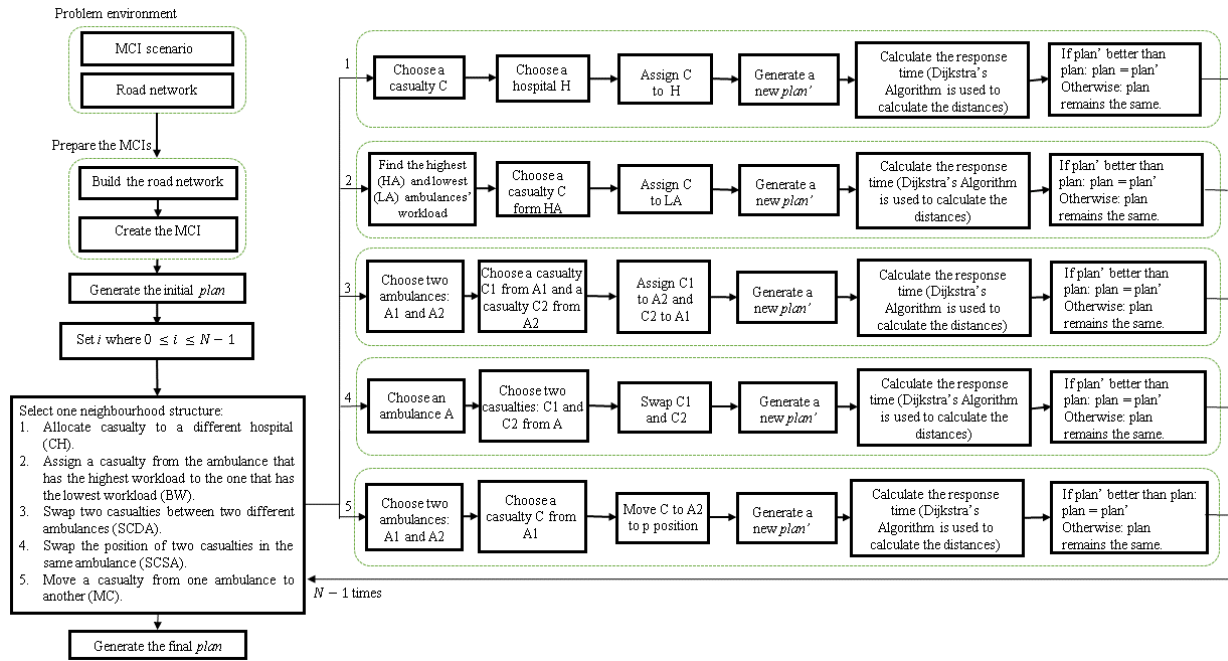 Problem environment
MCI scenario
Road network
Prepare the MCIs
Build the road network
Create the MCI
Generate the initial plan
Set i where 0 ≤ i ≤ N − 1
Select one neighbourhood structure:
1. Allocate casualty to a different hospital
(CH).
2. Assign a casualty from the ambulance that
has the highest workload to the one that has
the lowest workload (BW).
3. Swap two casualties between two different
ambulances (SCDA).
4. Swap the position of two casualties in the
same ambulance (SCSA).
5. Move a casualty from one ambulance to
another (MC).
Generate the final plan
1
Choose a
casualty C
Choose a
hospital H
Assign C
to H
Generate a
new plan′
Calculate the response
time (Dijkstra's
Algorithm is used to
calculate the distances)
If plan' better than
plan: plan = plan'
Otherwise: plan
remains the same.
2
Find the highest
(HA) and lowest
(LA) ambulances'
workload
Choose a
casualty C
form HA
Assign C
to LA
Generate a
new plan′
Calculate the response
time (Dijkstra's Algorithm
is used to calculate the
distances)
If plan' better than
plan: plan = plan'
Otherwise: plan
remains the same.
3
Choose two
ambulances:
A1 and A2
Choose a casualty
C1 from A1 and a
casualty C2 from
A2
Assign C1
to A2 and
C2 to A1
Generate a
new plan′
Calculate the response
time (Dijkstra's
Algorithm is used to
calculate the distances)
If plan' better than
plan: plan = plan'
Otherwise: plan
remains the same.
4
Choose an
ambulance A
Choose two
casualties: C1 and
C2 from A
Swap C1
and C2
Generate a
new plan′
Calculate the response
time (Dijkstra's Algorithm
is used to calculate the
distances)
If plan' better than
plan: plan = plan'
Otherwise: plan
remains the same.
5
Choose two
ambulances:
A1 and A2
Choose a
casualty C from
A1
Move C to A2
to p position
Generate a
new plan′
Calculate the response
time (Dijkstra's
Algorithm is used to
calculate the distances)
If plan' better than plan:
plan = plan'
Otherwise: plan
remains the same.
N − 1 times